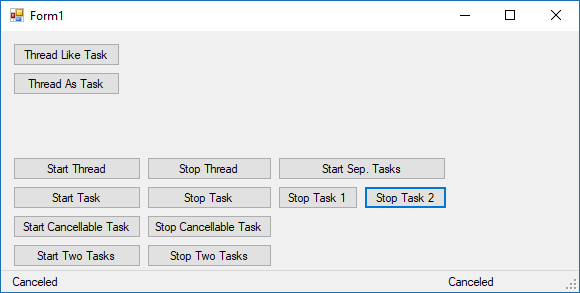 Form1
Thread Like Task
Thread As Task
Start Thread Stop Thread Start Sep. Tasks
Start Task Stop Task Stop Task 1 Stop Task 2
Start Cancellable Task Stop Cancellable Task
Start Two Tasks Stop Two Tasks
Canceled Canceled